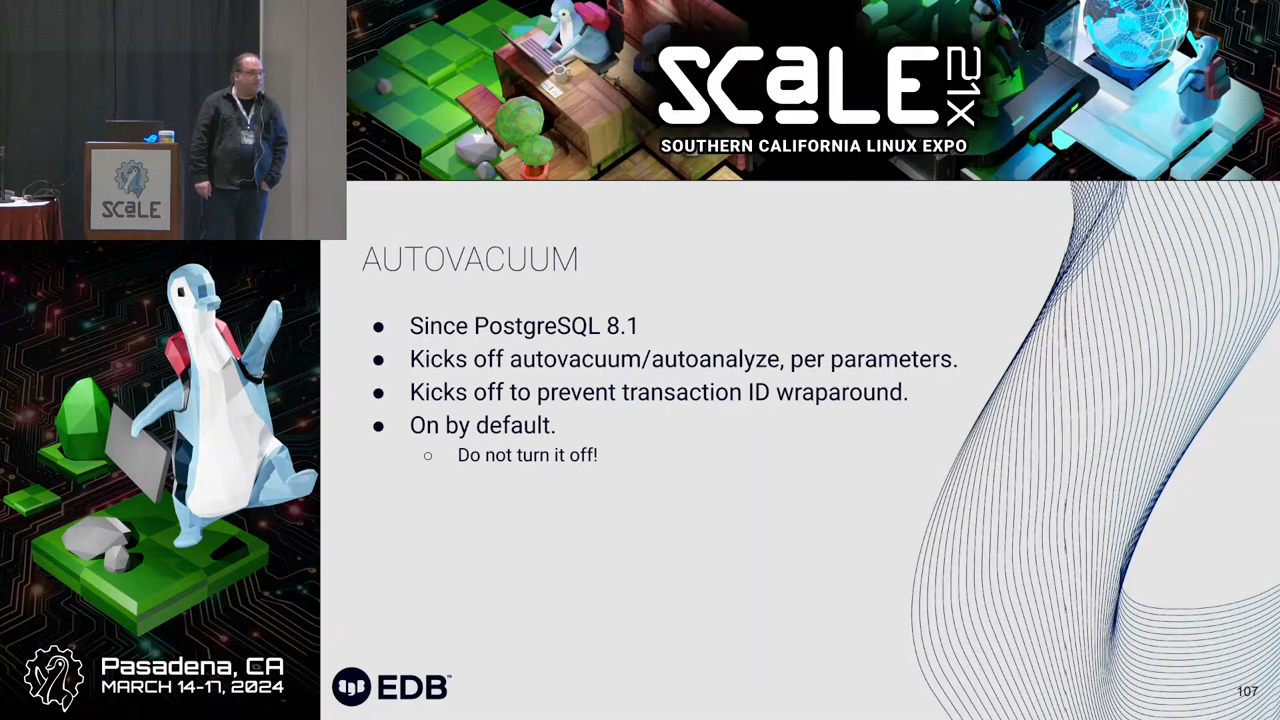 SCaLE 21X
SOUTHERN CALIFORNIA LINUX EXPO
SCaLE
AUTOVACUUM
● Since PostgreSQL 8.1
● Kicks off autovacuum/autoanalyze, per parameters.
● Kicks off to prevent transaction ID wraparound.
● On by default.
○ Do not turn it off!
Pasadena, CA
MARCH 14-17, 2024
EDB™
107